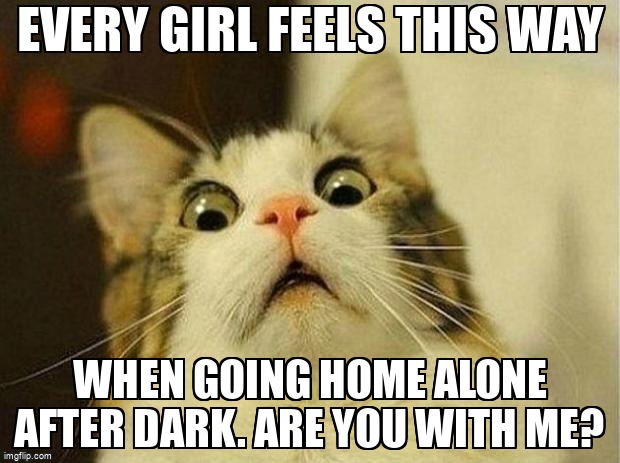 EVERY GIRL FEELS THIS WAY
WHEN GOING HOME ALONE
AFTER DARK. ARE YOU WITH ME?
imgflip.com